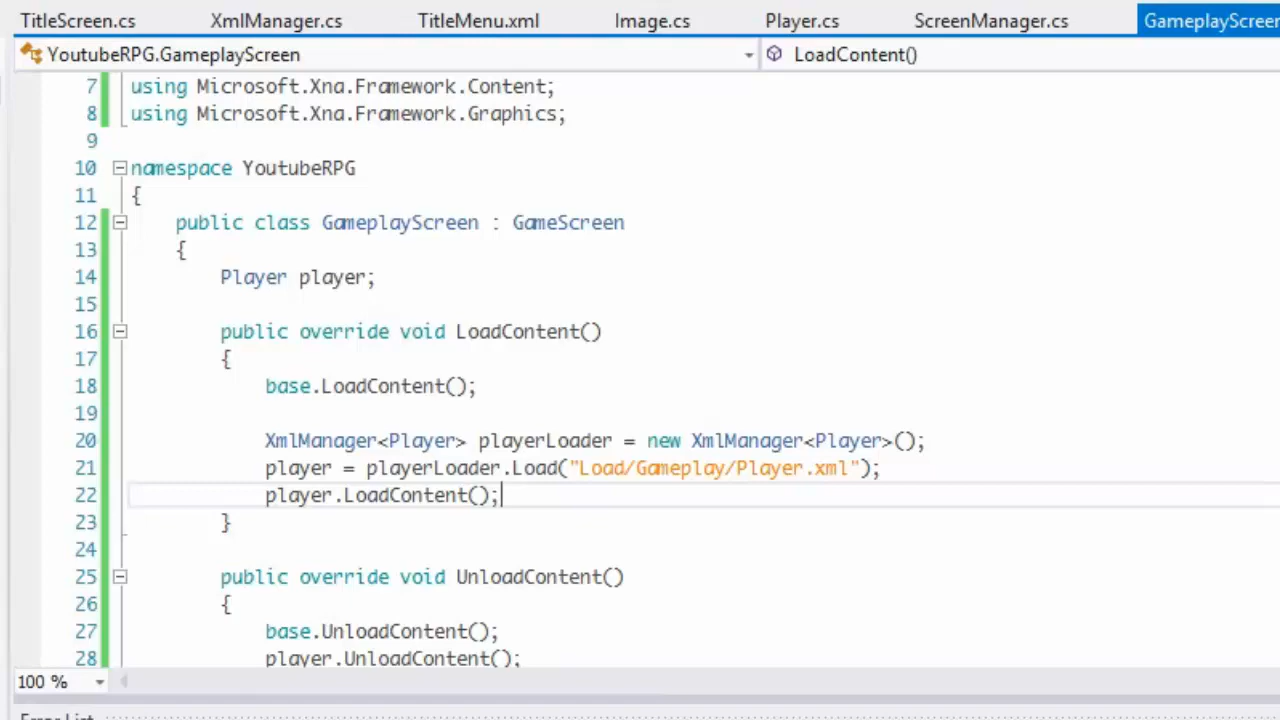 TitleScreen.cs XmlManager.cs TitleMenu.xml Image.cs Player.cs ScreenManager.cs GameplayScreen
YoutubeRPG.GameplayScreen LoadContent()
7 using Microsoft.Xna.Framework.Content;
8 using Microsoft.Xna.Framework.Graphics;
9
10 namespace YoutubeRPG
11 {
12 public class GameplayScreen : GameScreen
13 {
14 Player player;
15
16 public override void LoadContent()
17 {
18 base.LoadContent();
19
20 XmlManager<Player> playerLoader = new XmlManager<Player>();
21 player = playerLoader.Load("Load/Gameplay/Player.xml");
22 player.LoadContent();
23 }
24
25 public override void UnloadContent()
26 {
27 base.UnloadContent();
28 player.UnloadContent();
100 %
Error List